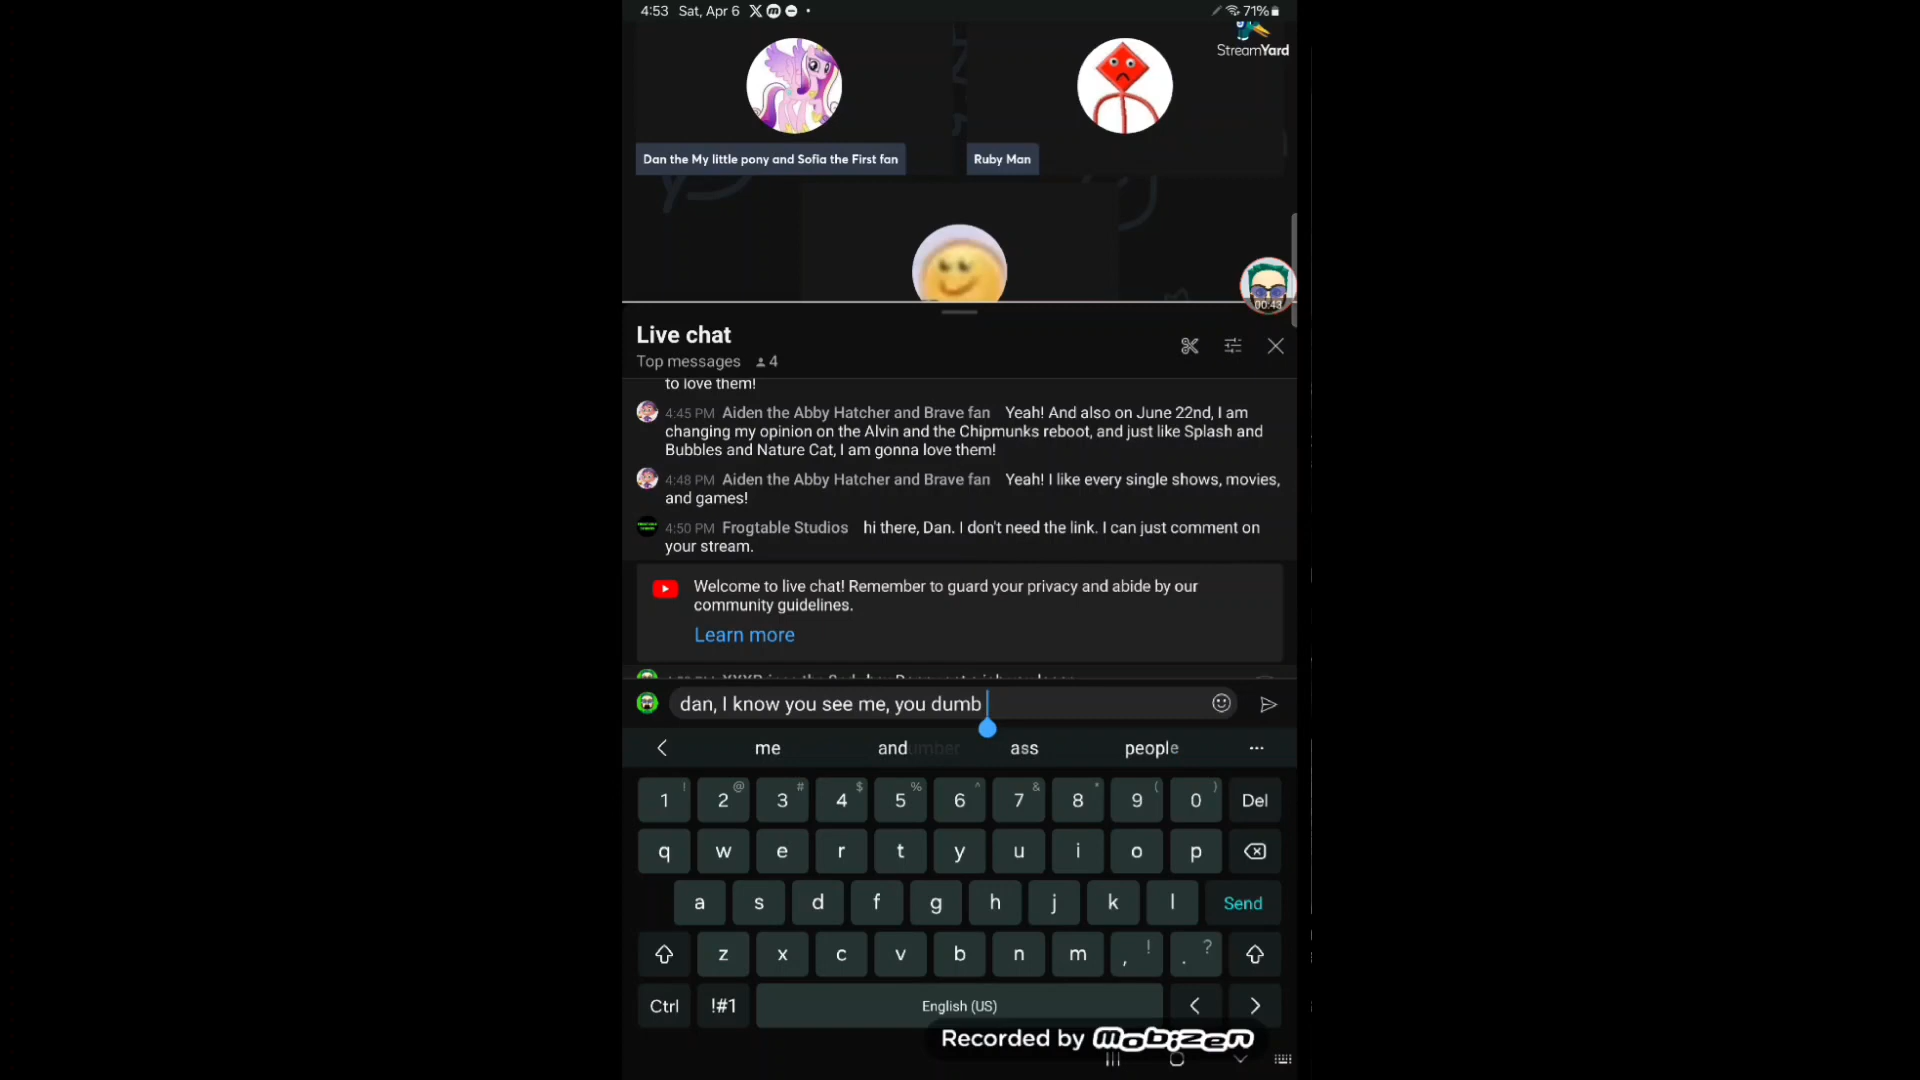 4:53 Sat, Apr 6
71%
StreamYard
Dan the My little pony and Sofia the First fan
Ruby Man
00:43
Live chat
Top messages 4
to love them!
4:45 PM Aiden the Abby Hatcher and Brave fan Yeah! And also on June 22nd, I am
changing my opinion on the Alvin and the Chipmunks reboot, and just like Splash and
Bubbles and Nature Cat, I am gonna love them!
4:48 PM Aiden the Abby Hatcher and Brave fan Yeah! I like every single shows, movies,
and games!
4:50 PM Frogtable Studios hi there, Dan. I don't need the link. I can just comment on
your stream.
Welcome to live chat! Remember to guard your privacy and abide by our
community guidelines.
Learn more
dan, I know you see me, you dumb
me and ass people ...
1 ! 2 @ 3 # 4 $ 5 % 6 ^ 7 & 8 * 9 ( 0 ) Del
q w e r t y u i o p
a s d f g h j k l Send
z x c v b n m , ! . ?
Ctrl !#1 English (US) < >
Recorded by mobizen